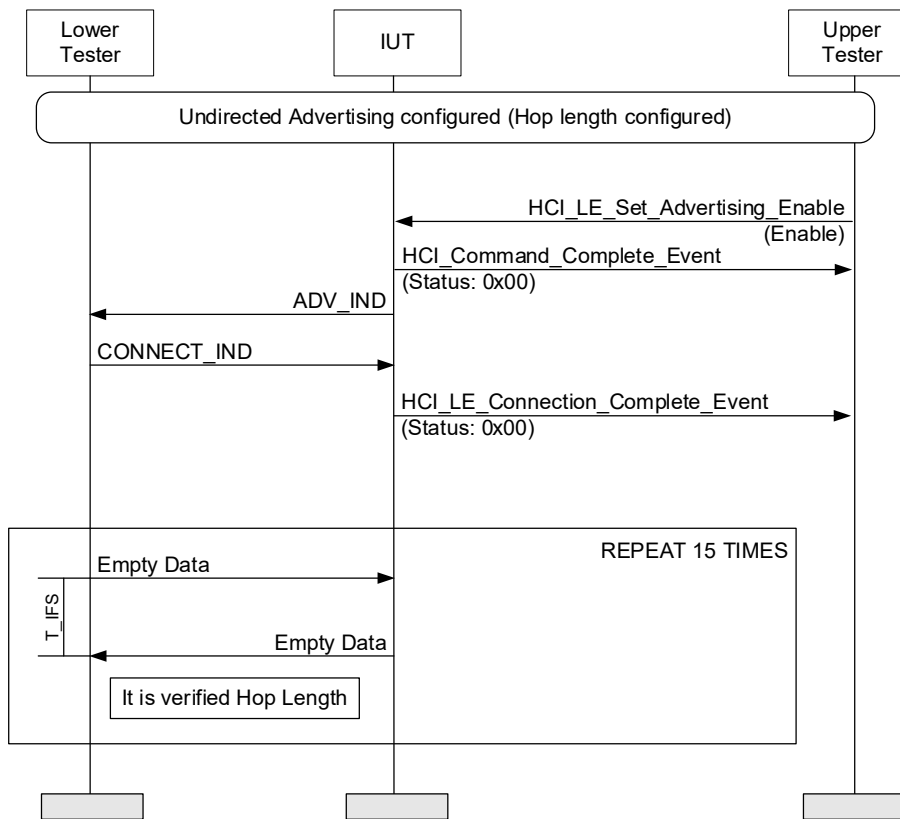 Lower
Tester
IUT
Upper
Tester
Undirected Advertising configured (Hop length configured)
HCI_LE_Set_Advertising_Enable
(Enable)
HCI_Command_Complete_Event
(Status: 0x00)
ADV_IND
CONNECT_IND
HCI_LE_Connection_Complete_Event
(Status: 0x00)
REPEAT 15 TIMES
Empty Data
T_IFS
Empty Data
It is verified Hop Length